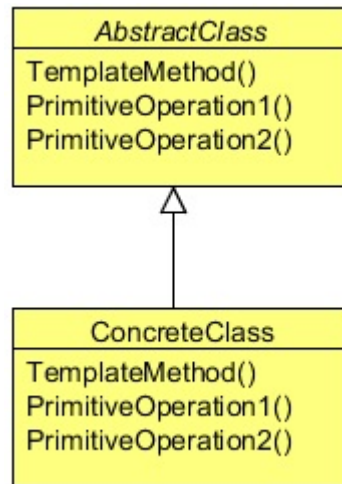 AbstractClass
TemplateMethod()
PrimitiveOperation1()
PrimitiveOperation2()
ConcreteClass
TemplateMethod()
PrimitiveOperation1()
PrimitiveOperation2()